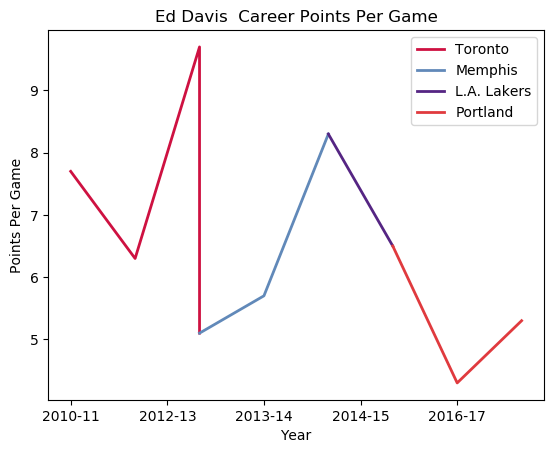 Ed Davis  Career Points Per Game
Toronto
Memphis
L.A. Lakers
Portland
Points Per Game
9
8
7
6
5
2010-11
2012-13
2013-14
2014-15
2016-17
Year